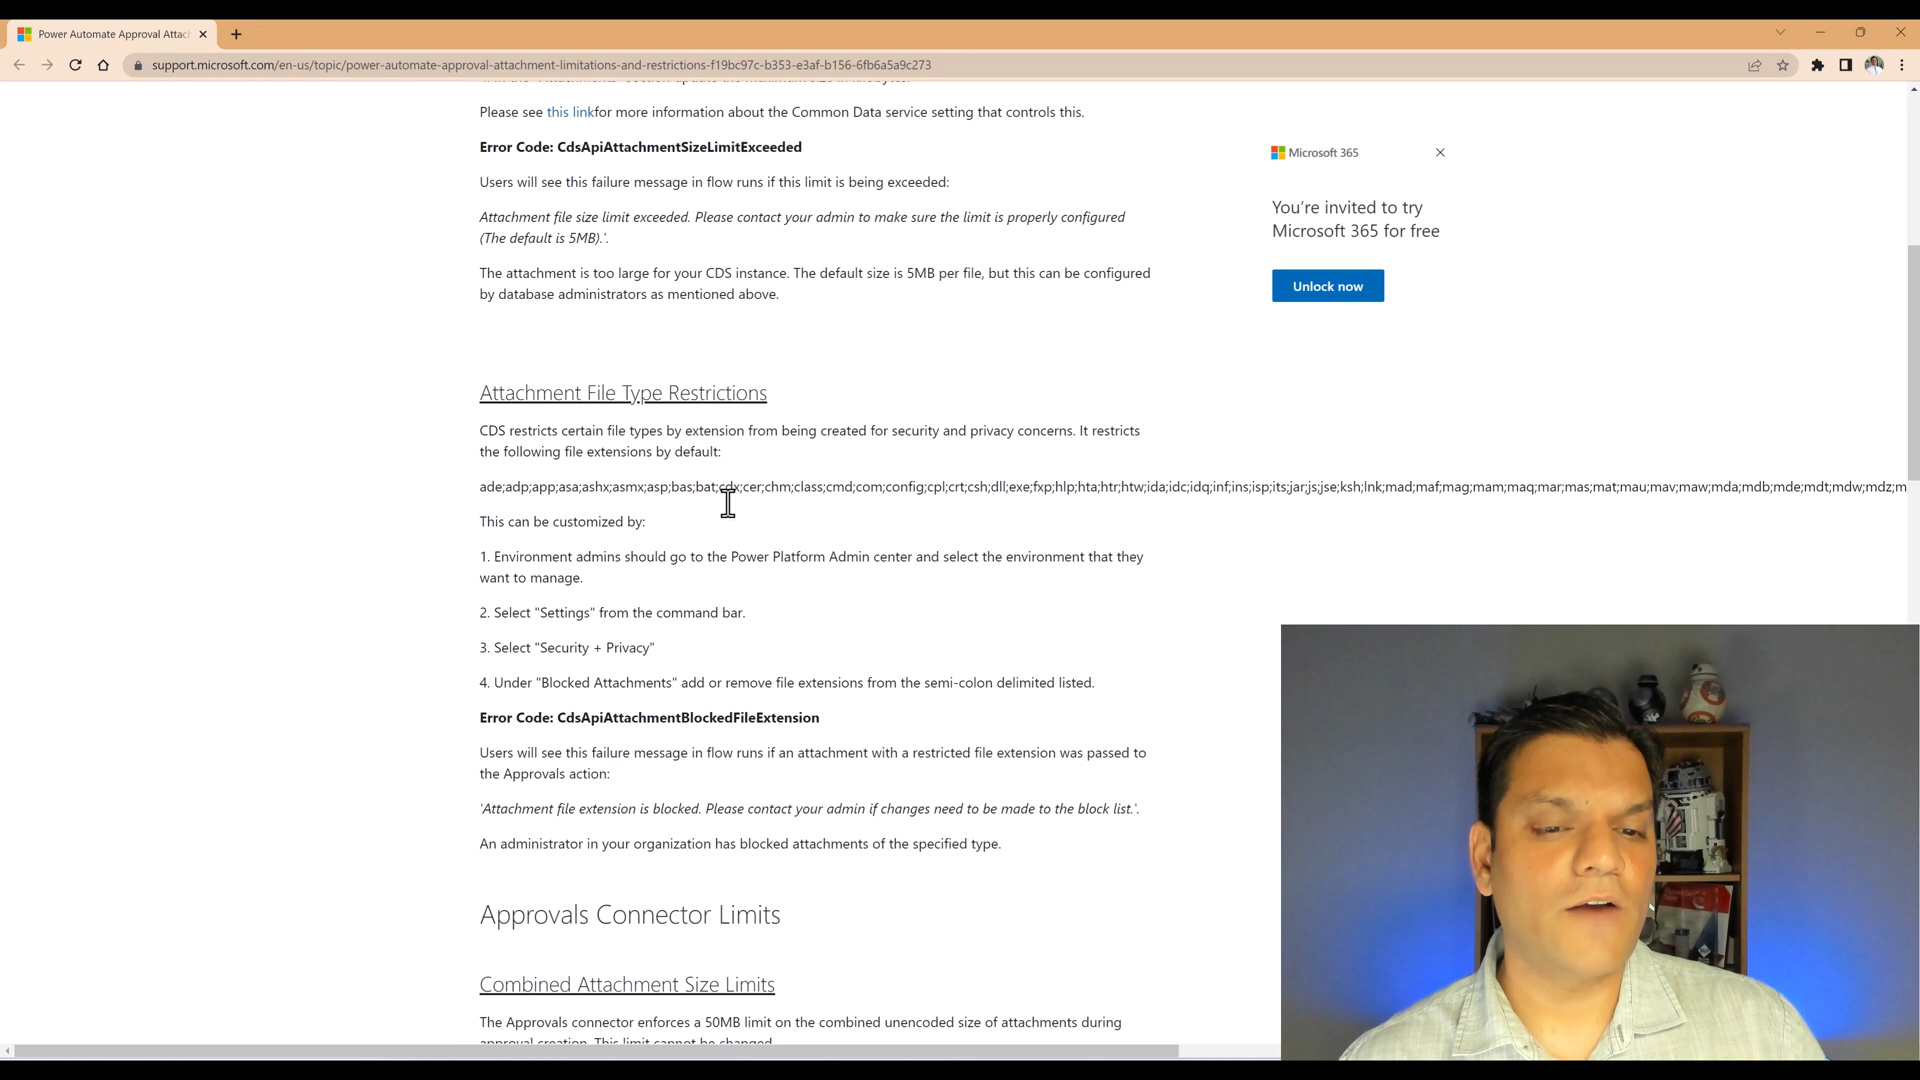 Power Automate Approval Attac
support.microsoft.com/en-us/topic/power-automate-approval-attachment-limitations-and-restrictions-f19bc97c-b353-e3af-b156-6fb6a5a9c273
Please see this linkfor more information about the Common Data service setting that controls this.
Error Code: CdsApiAttachmentSizeLimitExceeded
Users will see this failure message in flow runs if this limit is being exceeded:
Attachment file size limit exceeded. Please contact your admin to make sure the limit is properly configured
(The default is 5MB).'.
The attachment is too large for your CDS instance. The default size is 5MB per file, but this can be configured
by database administrators as mentioned above.
Microsoft 365
You're invited to try
Microsoft 365 for free
Unlock now
Attachment File Type Restrictions
CDS restricts certain file types by extension from being created for security and privacy concerns. It restricts
the following file extensions by default:
ade;adp;app;asa;ashx;asmx;asp;bas;bat;cdx;cer;chm;class;cmd;com;config;cpl;crt;csh;dll;exe;fxp;hlp;hta;htr;htw;ida;idc;idq;inf;ins;isp;its;jar;js;jse;ksh;lnk;mad;maf;mag;mam;maq;mar;mas;mat;mau;mav;maw;mda;mdb;mde;mdt;mdw;mdz;m
This can be customized by:
1. Environment admins should go to the Power Platform Admin center and select the environment that they
want to manage.
2. Select "Settings" from the command bar.
3. Select "Security + Privacy"
4. Under "Blocked Attachments" add or remove file extensions from the semi-colon delimited listed.
Error Code: CdsApiAttachmentBlockedFileExtension
Users will see this failure message in flow runs if an attachment with a restricted file extension was passed to
the Approvals action:
'Attachment file extension is blocked. Please contact your admin if changes need to be made to the block list.'.
An administrator in your organization has blocked attachments of the specified type.
Approvals Connector Limits
Combined Attachment Size Limits
The Approvals connector enforces a 50MB limit on the combined unencoded size of attachments during
approval creation. This limit cannot be changed